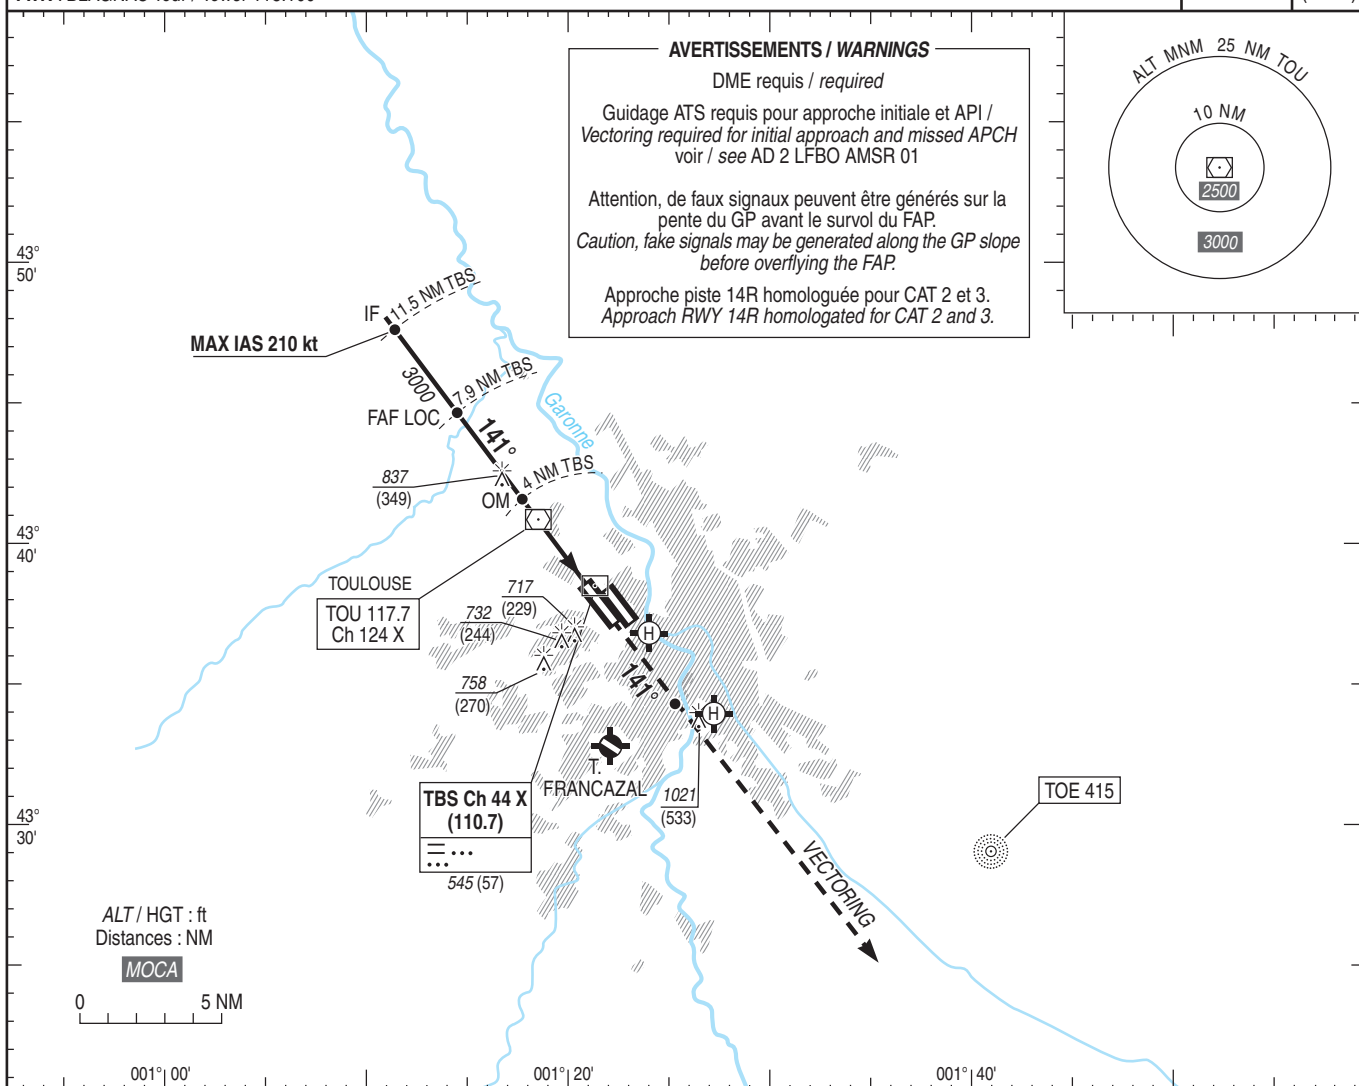 AVERTISSEMENTS / WARNINGS
DME requis / required
Guidage ATS requis pour approche initiale et API /
Vectoring required for initial approach and missed APCH
voir / see AD 2 LFBO AMSR 01
Attention, de faux signaux peuvent être générés sur la
pente du GP avant le survol du FAP.
Caution, fake signals may be generated along the GP slope
before overflying the FAP.
Approche piste 14R homologuée pour CAT 2 et 3.
Approach RWY 14R homologated for CAT 2 and 3.
ALT MNM 25 NM TOU
10 NM
2500
3000
43°
50'
IF
11.5 NM TBS
MAX IAS 210 kt
3000
7.9 NM TBS
FAF LOC
141°
Garonne
837
(349)
4 NM TBS
OM
43°
40'
TOULOUSE
TOU 117.7
Ch 124 X
717
(229)
732
(244)
758
(270)
H
141°
H
T.
FRANCAZAL
1021
(533)
TBS Ch 44 X
(110.7)
545 (57)
TOE 415
43°
30'
VECTORING
ALT / HGT : ft
Distances : NM
MOCA
0 5 NM
001° 00'
001° 20'
001° 40'